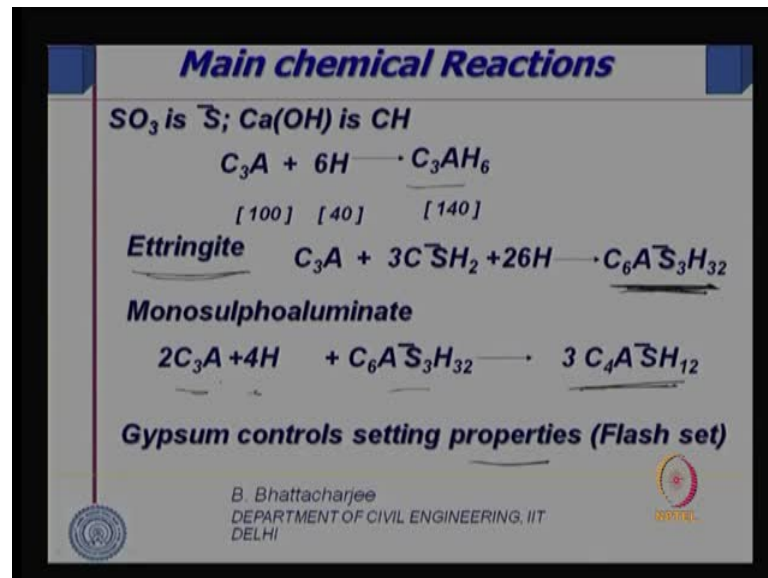 Main chemical Reactions
SO₃ is S̅; Ca(OH) is CH
C₃A + 6H → C₃AH₆
[100] [40] [140]
Ettringite C₃A + 3CS̅H₂ +26H → C₆AS̅₃H₃₂
Monosulphoaluminate
2C₃A +4H + C₆AS̅₃H₃₂ → 3 C₄AS̅H₁₂
Gypsum controls setting properties (Flash set)
B. Bhattacharjee
DEPARTMENT OF CIVIL ENGINEERING, IIT
DELHI
NPTEL